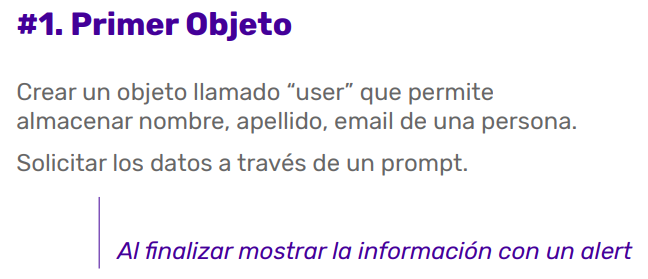 #1. Primer Objeto
Crear un objeto llamado “user” que permite
almacenar nombre, apellido, email de una persona.
Solicitar los datos a través de un prompt.
Al finalizar mostrar la información con un alert